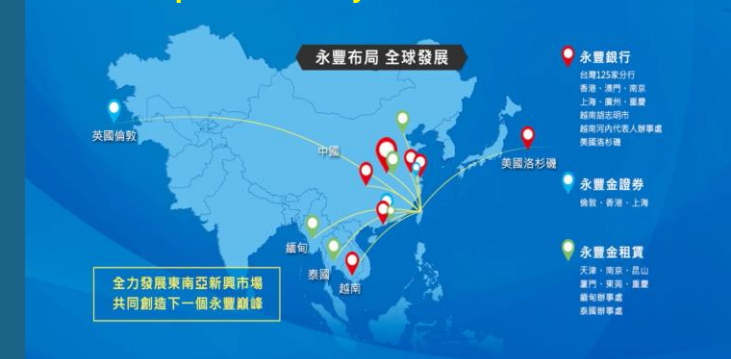 永豐布局 全球發展
英國倫敦
中國
美國洛杉磯
緬甸
泰國
越南
全力發展東南亞新興市場
共同創造下一個永豐巔峰
永豐銀行
台灣125家分行
香港、澳門、南京
上海、廣州、重慶
越南胡志明市
越南河內代表人辦事處
美國洛杉磯
永豐金證券
倫敦、香港、上海
永豐金租賃
天津、南京、昆山
廈門、東莞、重慶
緬甸辦事處
泰國辦事處